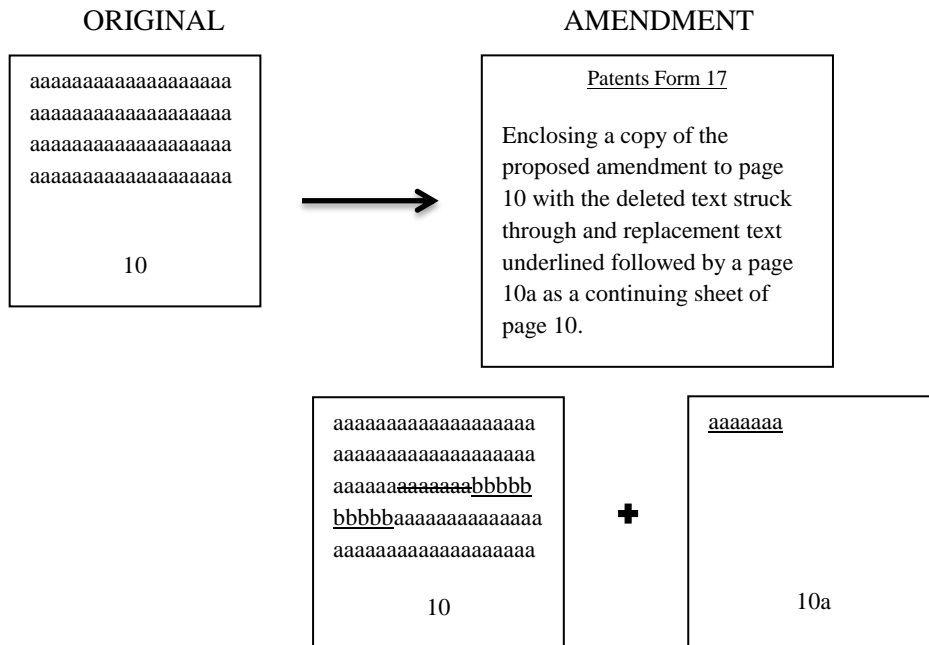 ORIGINAL
AMENDMENT
aaaaaaaaaaaaaaaaaaa
aaaaaaaaaaaaaaaaaaa
aaaaaaaaaaaaaaaaaaa
aaaaaaaaaaaaaaaaaaa
10
Patents Form 17
Enclosing a copy of the
proposed amendment to page
10 with the deleted text struck
through and replacement text
underlined followed by a page
10a as a continuing sheet of
page 10.
aaaaaaaaaaaaaaaaaaa
aaaaaaaaaaaaaaaaaaa
aaaaaaaaaaaaabbbbb
bbbbbaaaaaaaaaaaaaa
aaaaaaaaaaaaaaaaaaa
10
aaaaaaa
10a